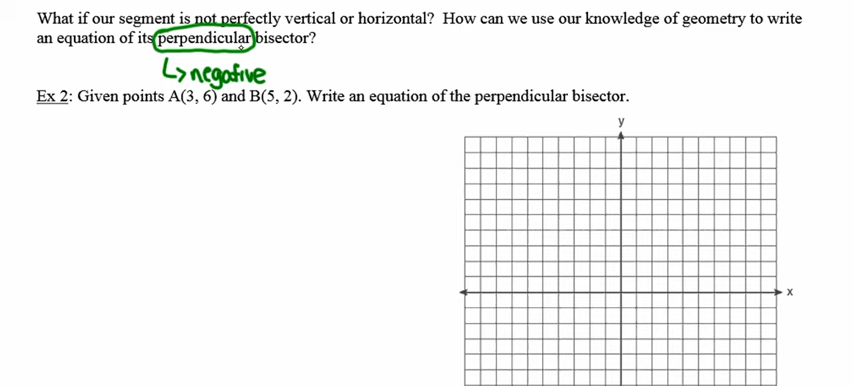 What if our segment is not perfectly vertical or horizontal? How can we use our knowledge of geometry to write
an equation of its perpendicular bisector?
↳ negative
Ex 2: Given points A(3, 6) and B(5, 2). Write an equation of the perpendicular bisector.
y
x